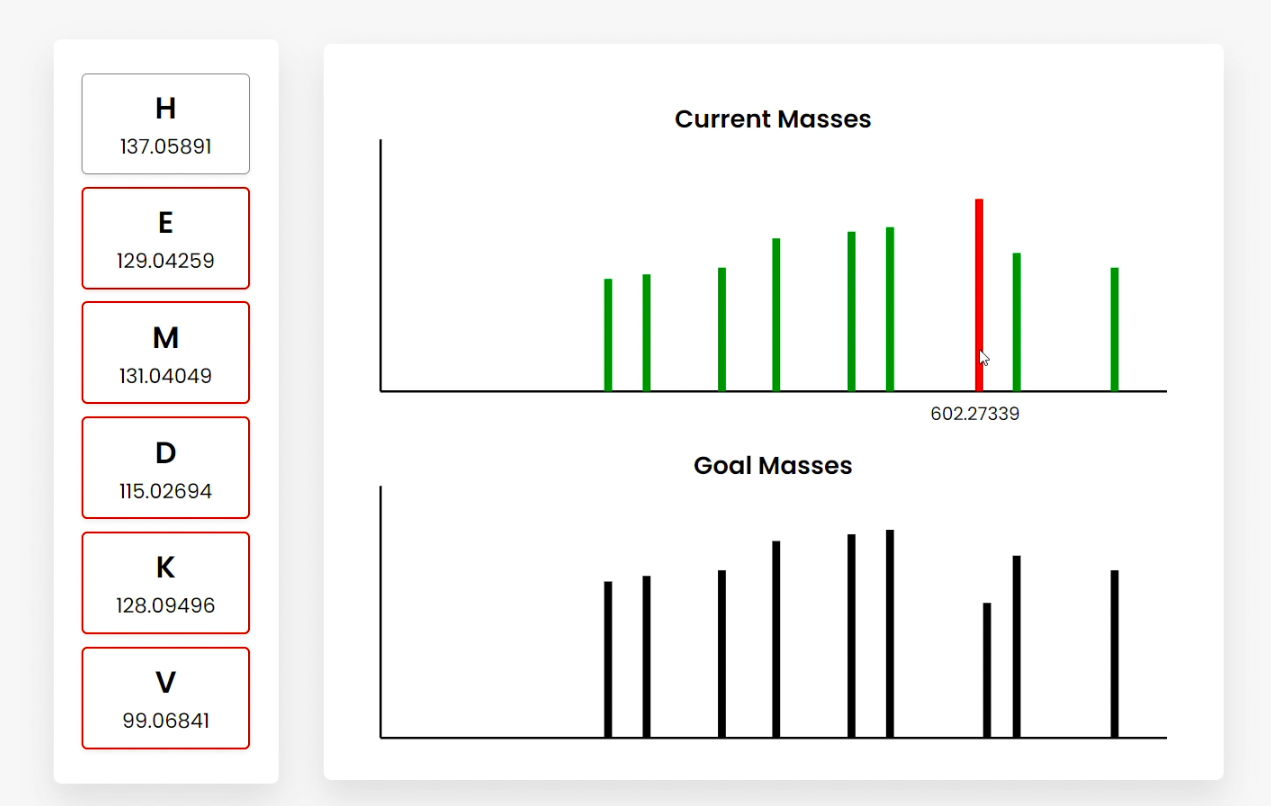 H
137.05891
E
129.04259
M
131.04049
D
115.02694
K
128.09496
V
99.06841
Current Masses
602.27339
Goal Masses